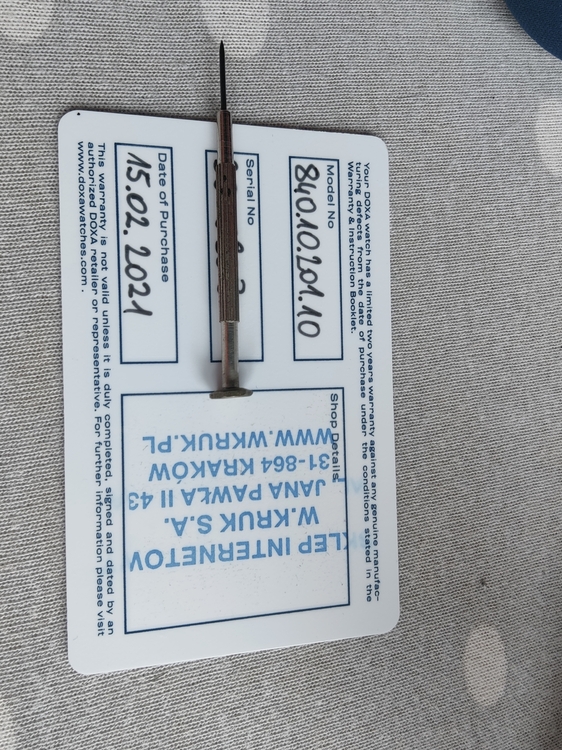 Your DOXA watch has a limited two years warranty against any genuine manufac-
turing defects from the date of purchase under the conditions stated in the
Warranty & Instruction Booklet.
Model No
840.10.201.10
Serial No
Date of Purchase
15.02.2021
Shop Details
KLEP INTERNETOW
W.KRUK S.A.
JANA PAWŁA II 43
31-864 KRAKÓW
WWW.WKRUK.PL
This warranty is not valid unless it is duly completed, signed and dated by an
authorized DOXA retailer or representative. For further information please visit
www.doxawatches.com.